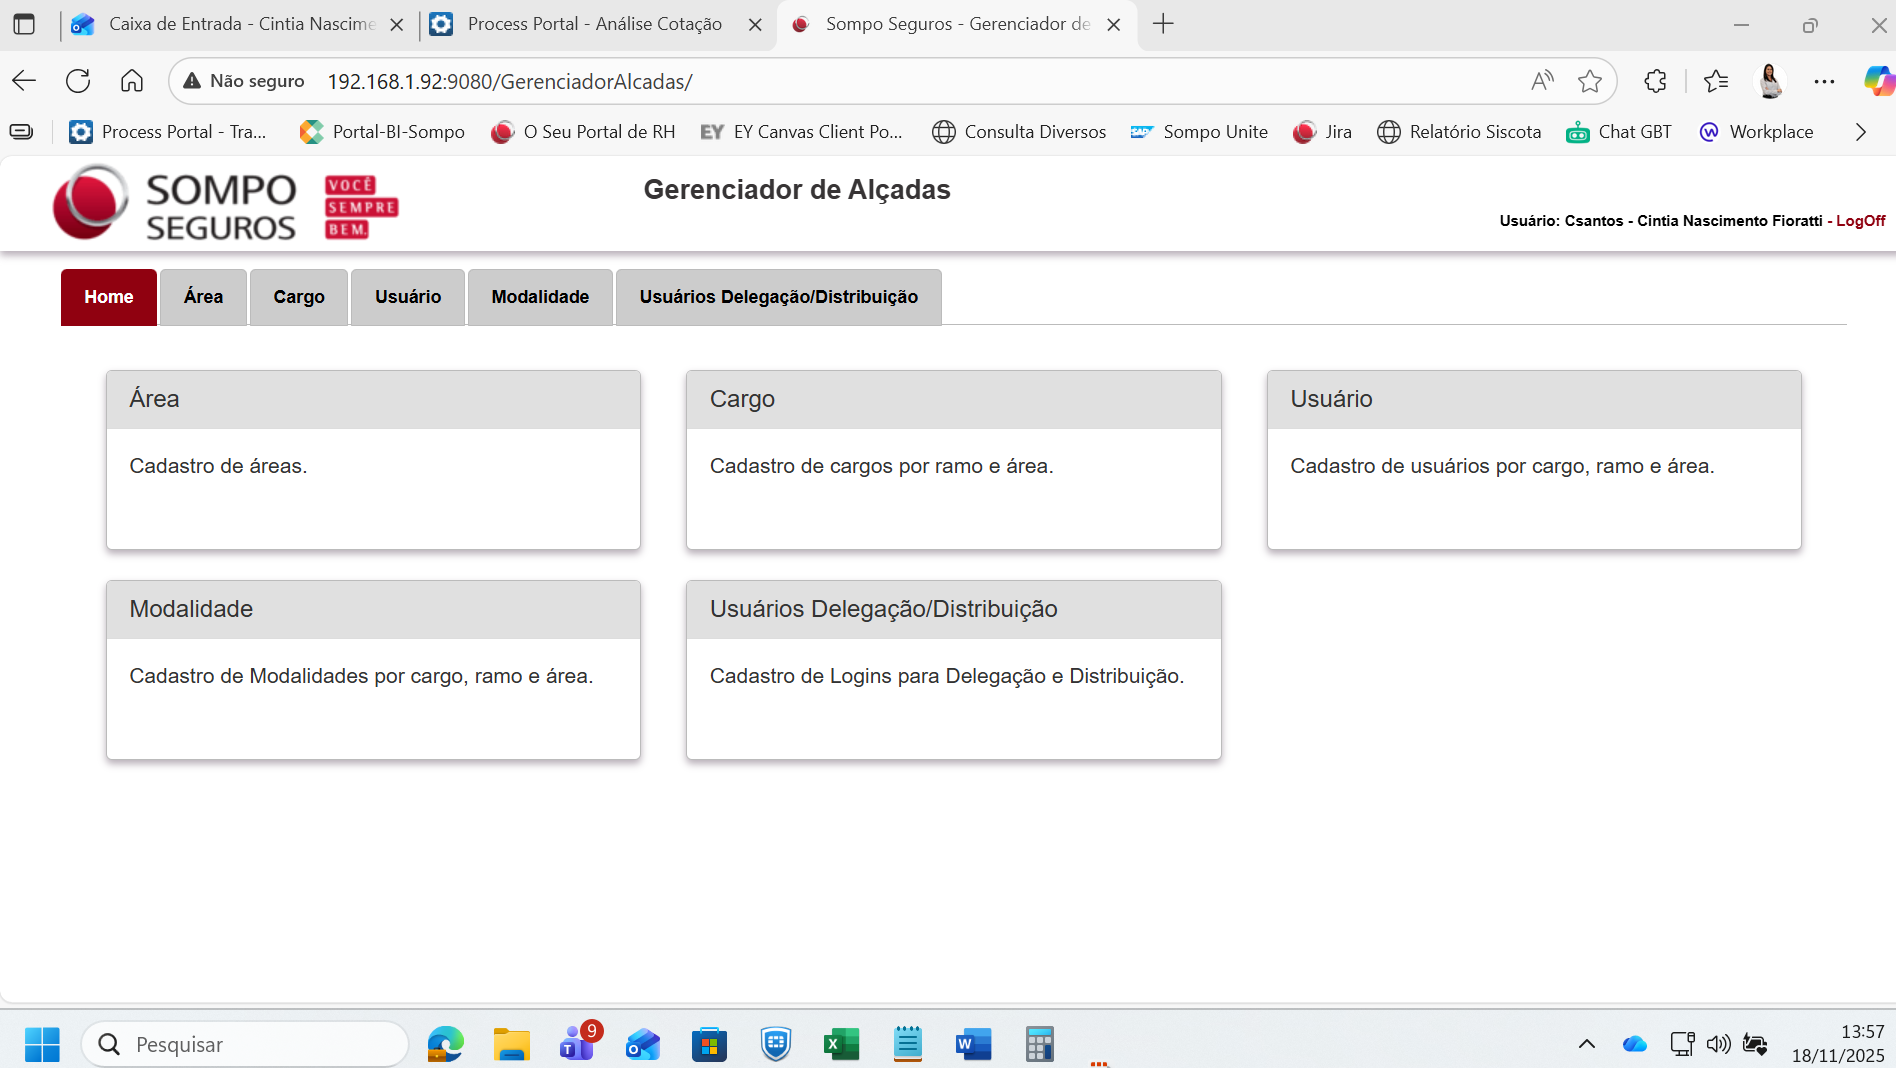 Caixa de Entrada - Cintia Nascime
Process Portal - Análise Cotação
Sompo Seguros - Gerenciador de
Não seguro
192.168.1.92:9080/GerenciadorAlcadas/
Process Portal - Tra...
Portal-BI-Sompo
O Seu Portal de RH
EY EY Canvas Client Po...
Consulta Diversos
SAP Sompo Unite
Jira
Relatório Siscota
Chat GBT
Workplace
SOMPO
SEGUROS
VOCÊ
SEMPRE
BEM.
Gerenciador de Alçadas
Usuário: Csantos - Cintia Nascimento Fioratti - LogOff
Home
Área
Cargo
Usuário
Modalidade
Usuários Delegação/Distribuição
Área
Cadastro de áreas.
Cargo
Cadastro de cargos por ramo e área.
Usuário
Cadastro de usuários por cargo, ramo e área.
Modalidade
Cadastro de Modalidades por cargo, ramo e área.
Usuários Delegação/Distribuição
Cadastro de Logins para Delegação e Distribuição.
Pesquisar
9
13:57
18/11/2025